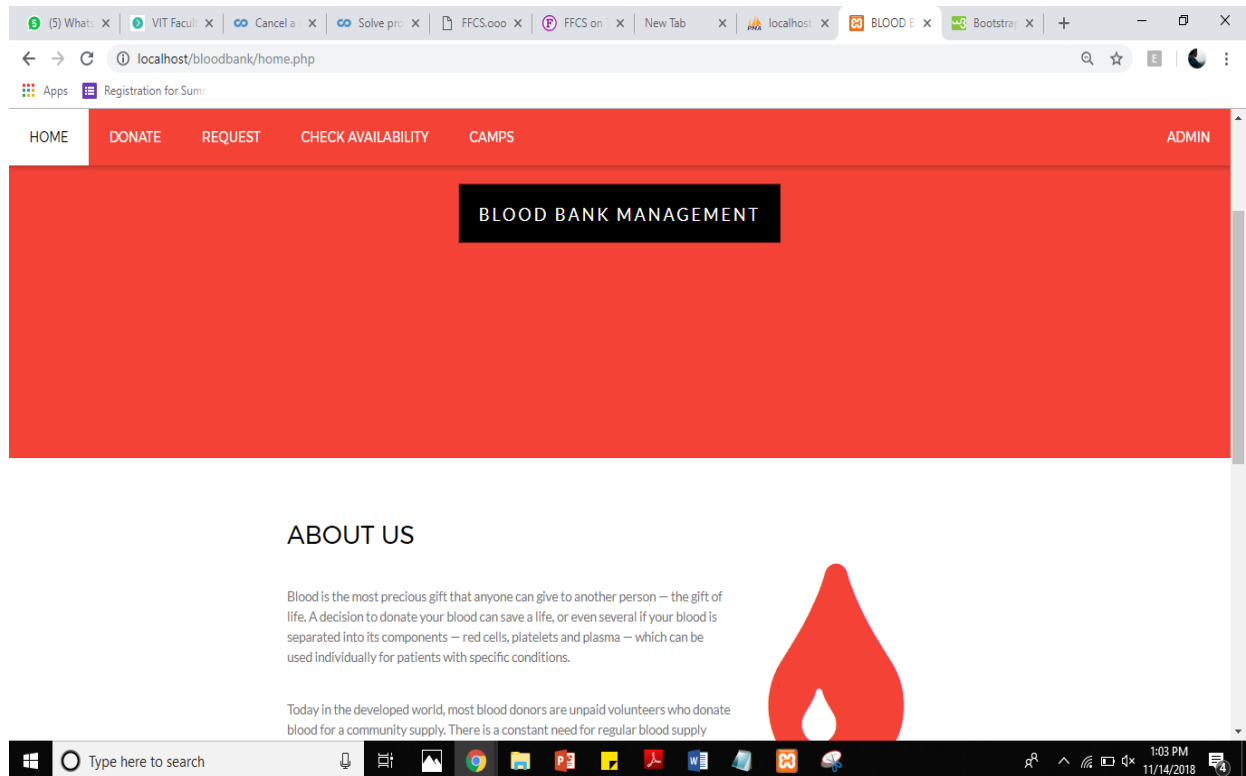 (5) Whats
VIT Facult
Cancel a
Solve pro
FFCS.ooo
FFCS on
New Tab
localhost
BLOOD B
Bootstrap
localhost/bloodbank/home.php
E
Apps
Registration for Sum
HOME
DONATE
REQUEST
CHECK AVAILABILITY
CAMPS
ADMIN
BLOOD BANK MANAGEMENT
ABOUT US
Blood is the most precious gift that anyone can give to another person — the gift of
life. A decision to donate your blood can save a life, or even several if your blood is
separated into its components — red cells, platelets and plasma — which can be
used individually for patients with specific conditions.
Today in the developed world, most blood donors are unpaid volunteers who donate
blood for a community supply. There is a constant need for regular blood supply
Type here to search
1:03 PM
11/14/2018
4